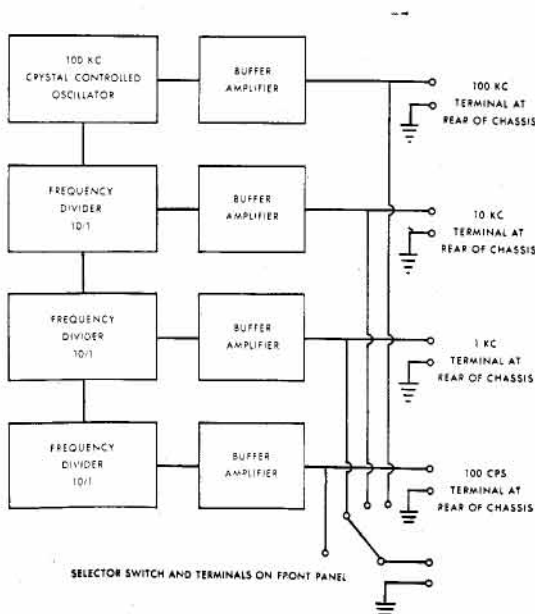 100 KC
CRYSTAL CONTROLLED
OSCILLATOR
BUFFER
AMPLIFIER
100 KC
TERMINAL AT
REAR OF CHASSIS
FREQUENCY
DIVIDER
10/1
BUFFER
AMPLIFIER
10 KC
TERMINAL AT
REAR OF CHASSIS
FREQUENCY
DIVIDER
10/1
BUFFER
AMPLIFIER
1 KC
TERMINAL AT
REAR OF CHASSIS
FREQUENCY
DIVIDER
10/1
BUFFER
AMPLIFIER
100 CPS
TERMINAL AT
REAR OF CHASSIS
SELECTOR SWITCH AND TERMINALS ON FRONT PANEL